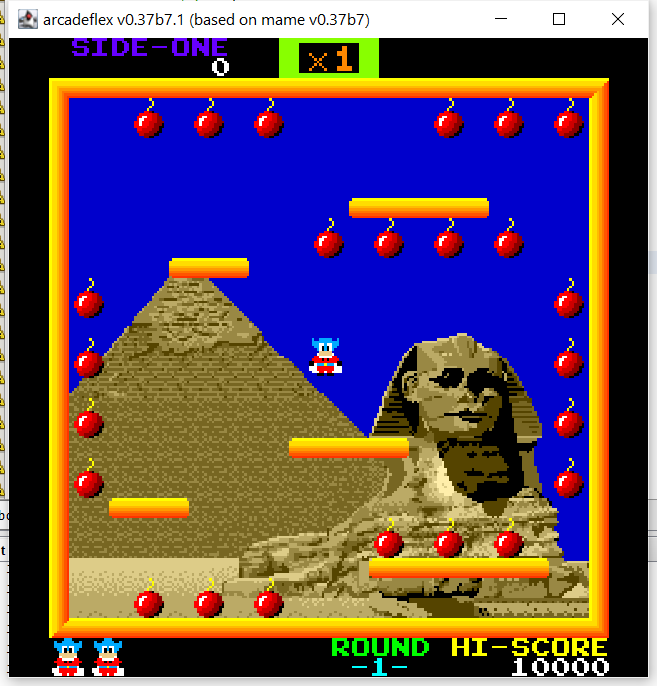 arcadeflex v0.37b7.1 (based on mame v0.37b7)
SIDE-ONE
0
×1
ROUND HI-SCORE
-1- 10000